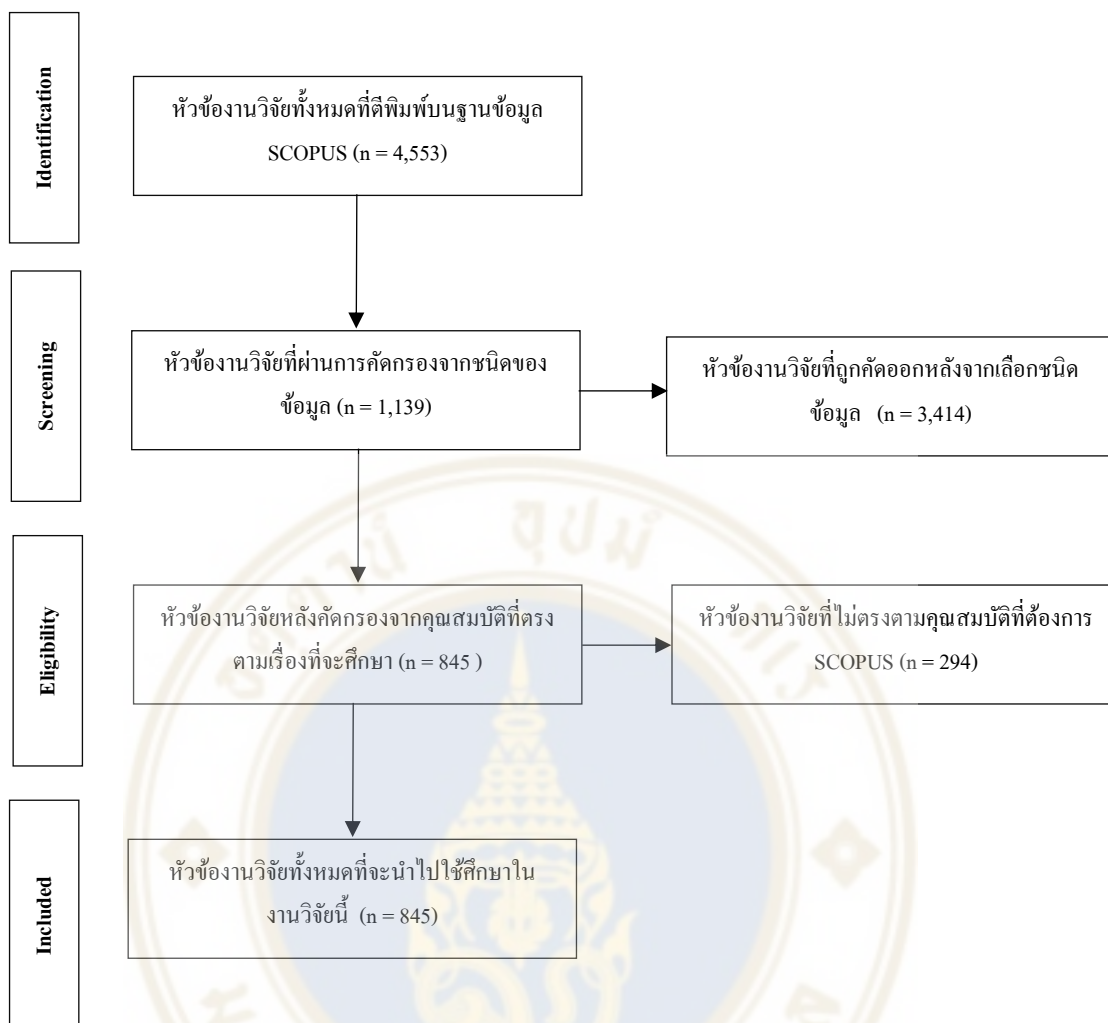 Identification
หัวข้องานวิจัยทั้งหมดที่ตีพิมพ์บนฐานข้อมูล
SCOPUS (n = 4,553)
Screening
หัวข้องานวิจัยที่ผ่านการคัดกรองจากชนิดของ
ข้อมูล (n = 1,139)
หัวข้องานวิจัยที่ถูกคัดออกหลังจากเลือกชนิด
ข้อมูล (n = 3,414)
Eligibility
หัวข้องานวิจัยหลังคัดกรองจากคุณสมบัติที่ตรง
ตามเรื่องที่จะศึกษา (n = 845 )
หัวข้องานวิจัยที่ไม่ตรงตามคุณสมบัติที่ต้องการ
SCOPUS (n = 294)
Included
หัวข้องานวิจัยทั้งหมดที่จะนำไปใช้ศึกษาใน
งานวิจัยนี้ (n = 845)